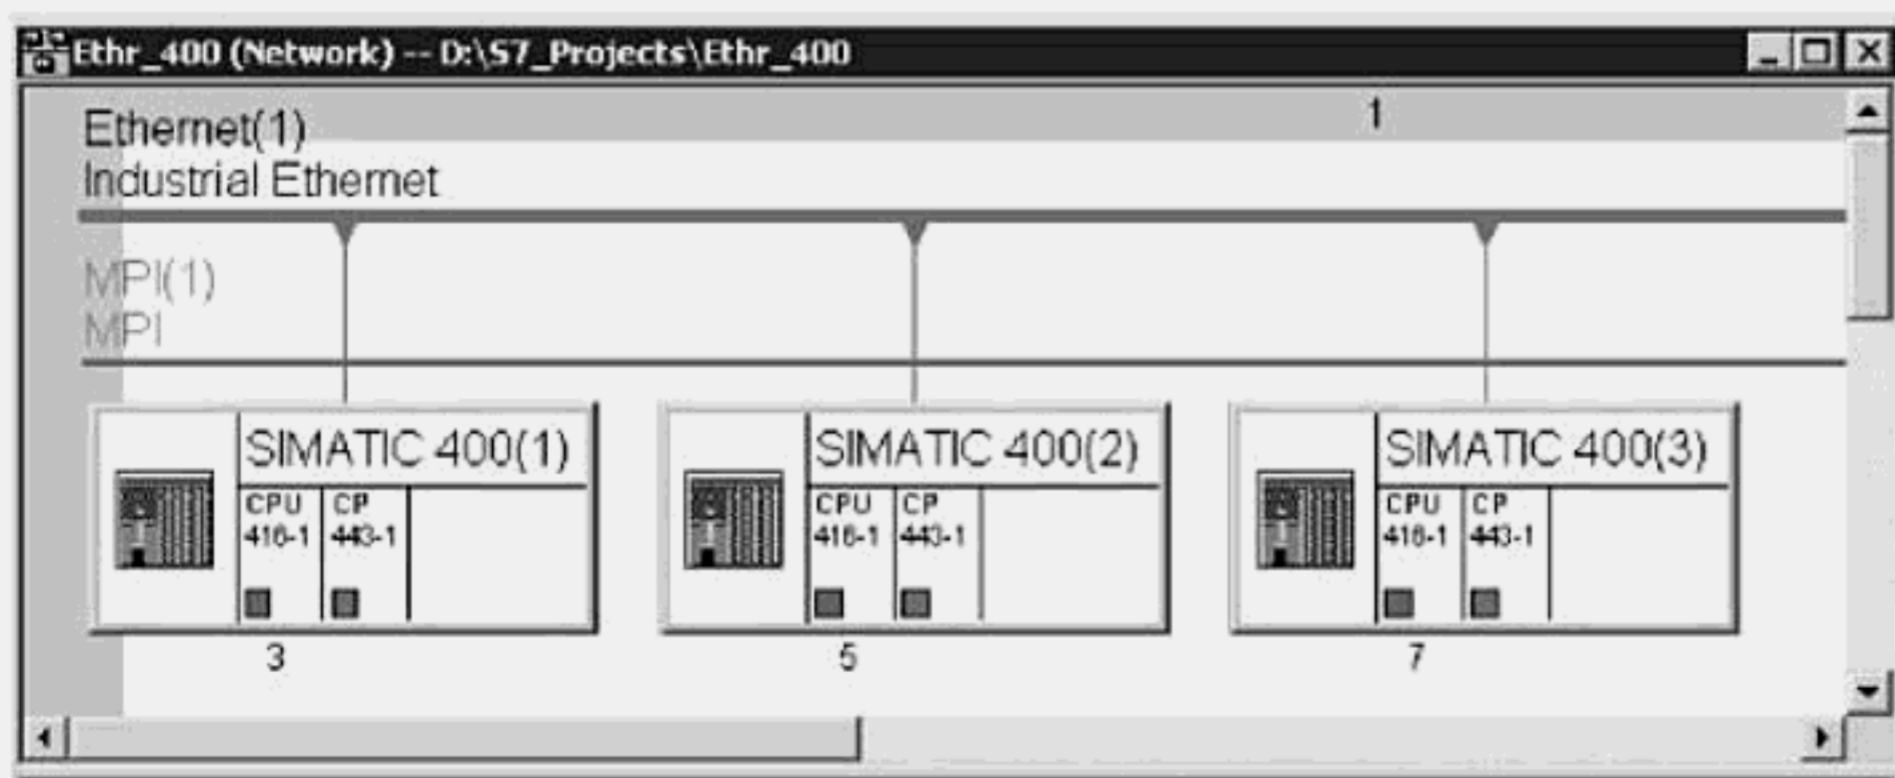 Ethr_400 (Network) -- D:\S7_Projects\Ethr_400
1
Ethernet(1)
Industrial Ethernet
MPI(1)
MPI
SIMATIC 400(1)
CPU 416-1
CP 443-1
3
SIMATIC 400(2)
CPU 416-1
CP 443-1
5
SIMATIC 400(3)
CPU 416-1
CP 443-1
7